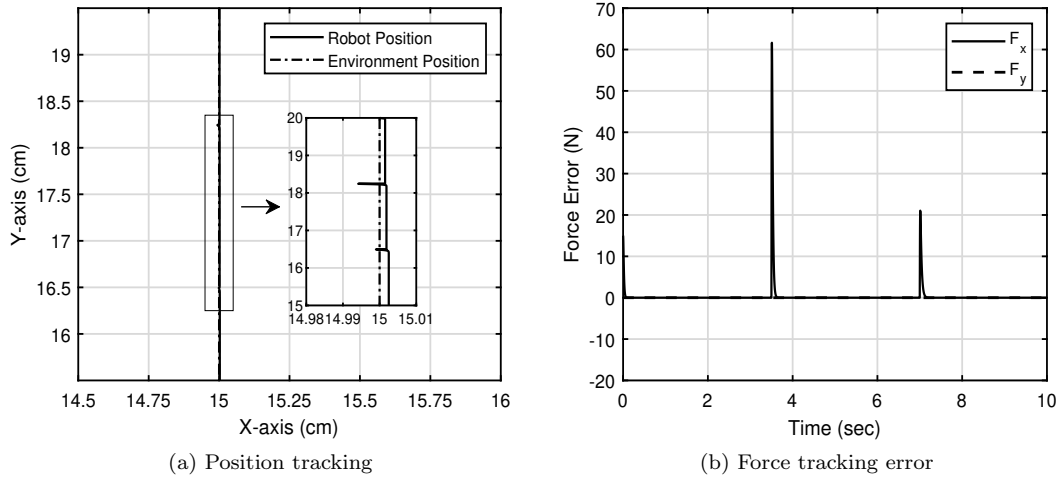 19
18.5
18
17.5
17
16.5
16
Y-axis (cm)
14.5 14.75 15 15.25 15.5 15.75 16
X-axis (cm)
Robot Position
Environment Position
20
19
18
17
16
15
14.98 14.99 15 15.01
(a) Position tracking
70
60
50
40
30
20
10
0
-10
-20
Force Error (N)
0 2 4 6 8 10
Time (sec)
F_x
F_y
(b) Force tracking error